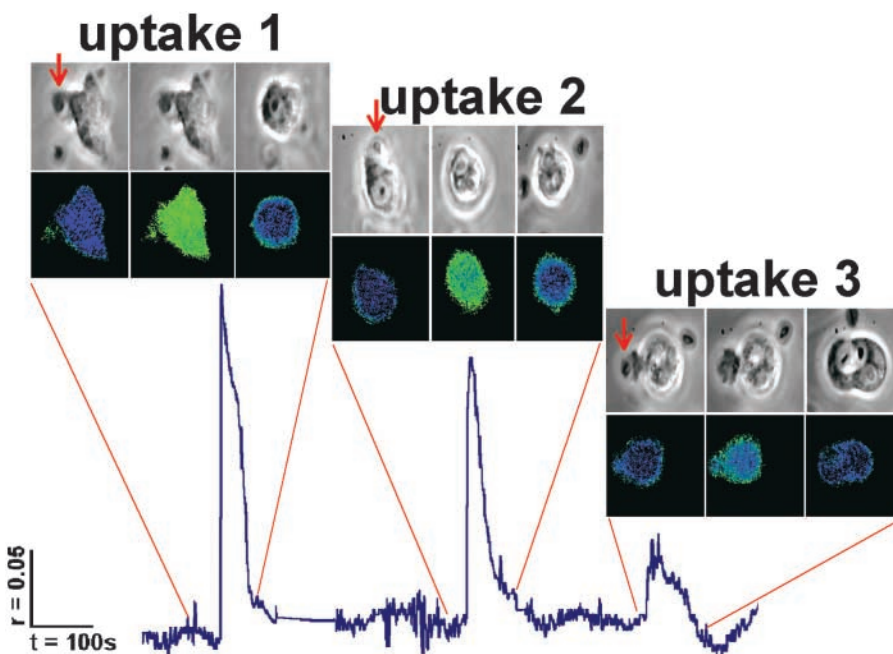 uptake 1
uptake 2
uptake 3
r = 0.05
t = 100s